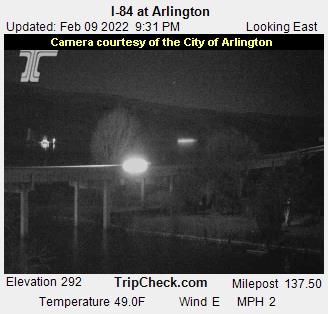 I-84 at Arlington
Updated: Feb 09 2022 9:31 PM Looking East
Camera courtesy of the City of Arlington
Elevation 292 TripCheck.com Milepost 137.50
Temperature 49.0F Wind E MPH 2